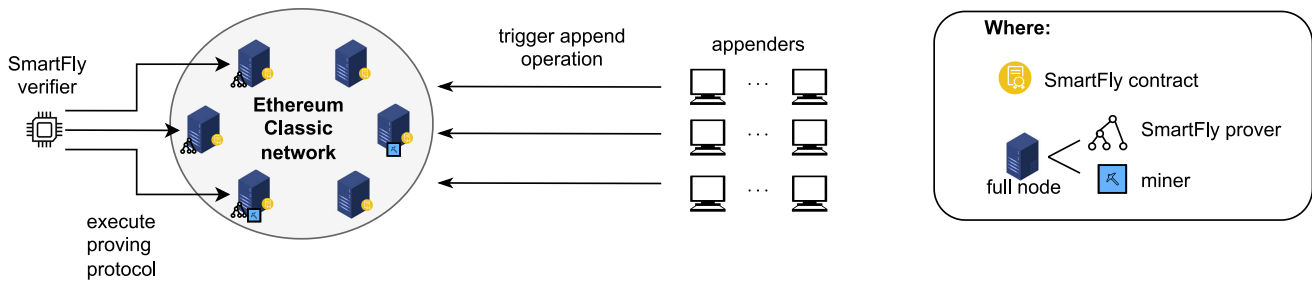 SmartFly
verifier
execute
proving
protocol
Ethereum
Classic
network
trigger append
operation
appenders
. . .
. . .
. . .
Where:
SmartFly contract
full node
SmartFly prover
miner